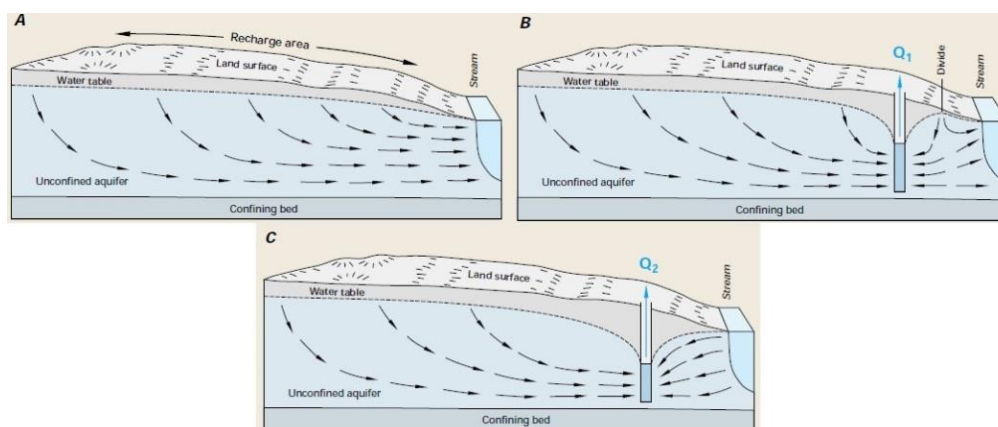 A
Recharge area
Land surface
Stream
Water table
Unconfined aquifer
Confining bed
B
Q1
Divide
Stream
Land surface
Water table
Unconfined aquifer
Confining bed
C
Q2
Land surface
Stream
Water table
Unconfined aquifer
Confining bed